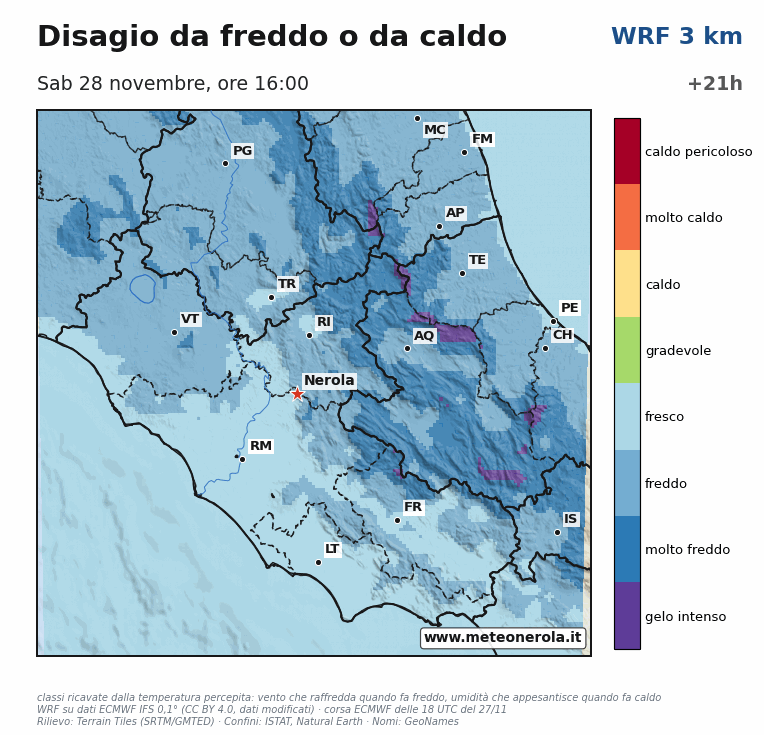 Disagio da freddo o da caldo
WRF 3 km
Sab 28 novembre, ore 16:00
+21h
MC
FM
PG
AP
TE
TR
PE
VT
RI
AQ
CH
Nerola
RM
FR
IS
LT
www.meteonerola.it
caldo pericoloso
molto caldo
caldo
gradevole
fresco
freddo
molto freddo
gelo intenso
classi ricavate dalla temperatura percepita: vento che raffredda quando fa freddo, umidità che appesantisce quando fa caldo
WRF su dati ECMWF IFS 0,1° (CC BY 4.0, dati modificati) · corsa ECMWF delle 18 UTC del 27/11
Rilievo: Terrain Tiles (SRTM/GMTED) · Confini: ISTAT, Natural Earth · Nomi: GeoNames